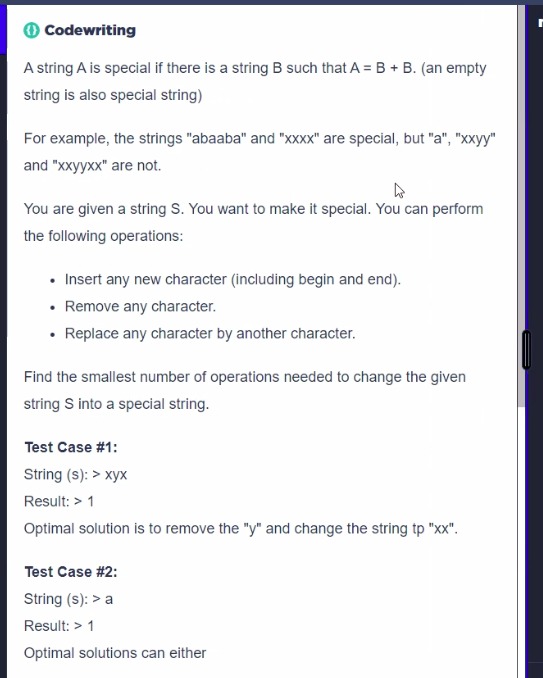 Codewriting
A string A is special if there is a string B such that A = B + B. (an empty
string is also special string)
For example, the strings "abaaba" and "xxxx" are special, but "a", "xxyy"
and "xxyyxx" are not.
You are given a string S. You want to make it special. You can perform
the following operations:
• Insert any new character (including begin and end).
• Remove any character.
• Replace any character by another character.
Find the smallest number of operations needed to change the given
string S into a special string.
Test Case #1:
String (s): > xyx
Result: > 1
Optimal solution is to remove the "y" and change the string tp "xx".
Test Case #2:
String (s): > a
Result: > 1
Optimal solutions can either